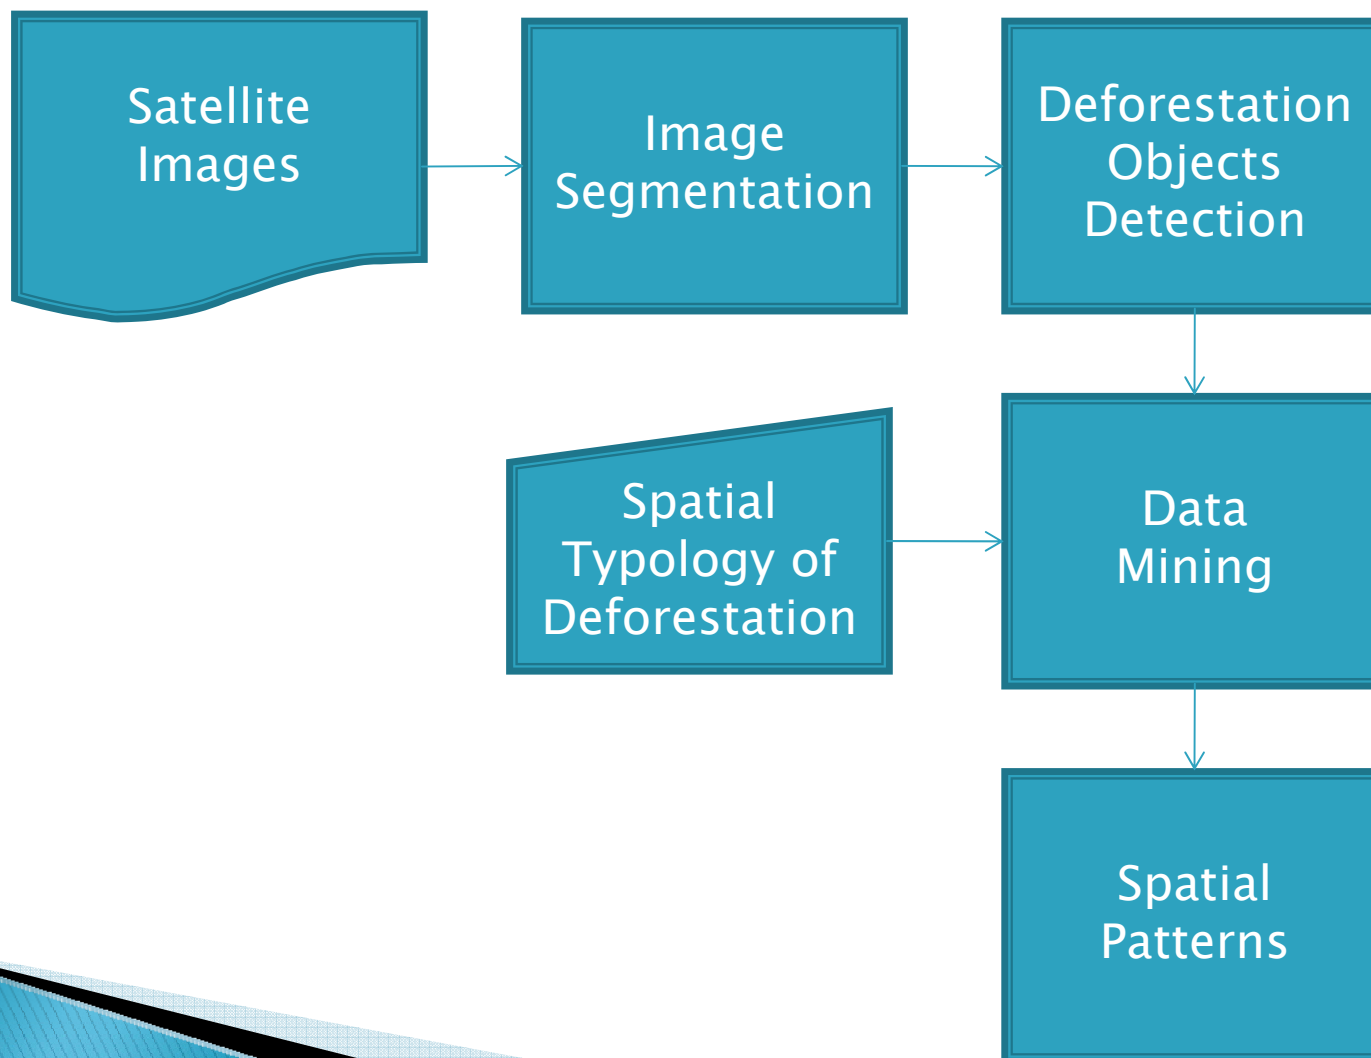 Satellite
Images
Image
Segmentation
Deforestation
Objects
Detection
Spatial
Typology of
Deforestation
Data
Mining
Spatial
Patterns